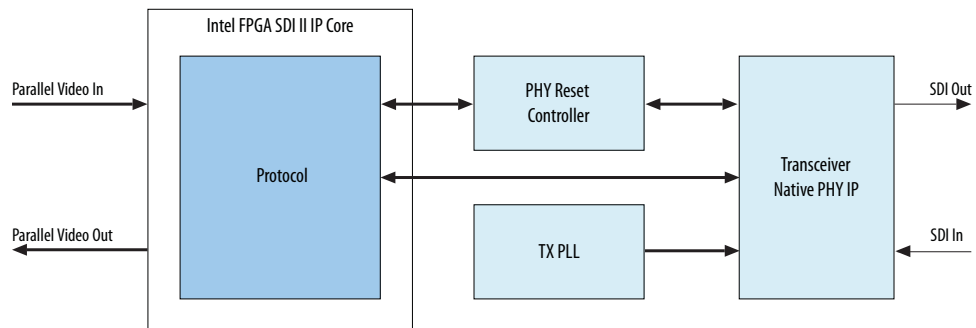 Intel FPGA SDI II IP Core
Parallel Video In
PHY Reset
Controller
SDI Out
Protocol
Transceiver
Native PHY IP
Parallel Video Out
TX PLL
SDI In